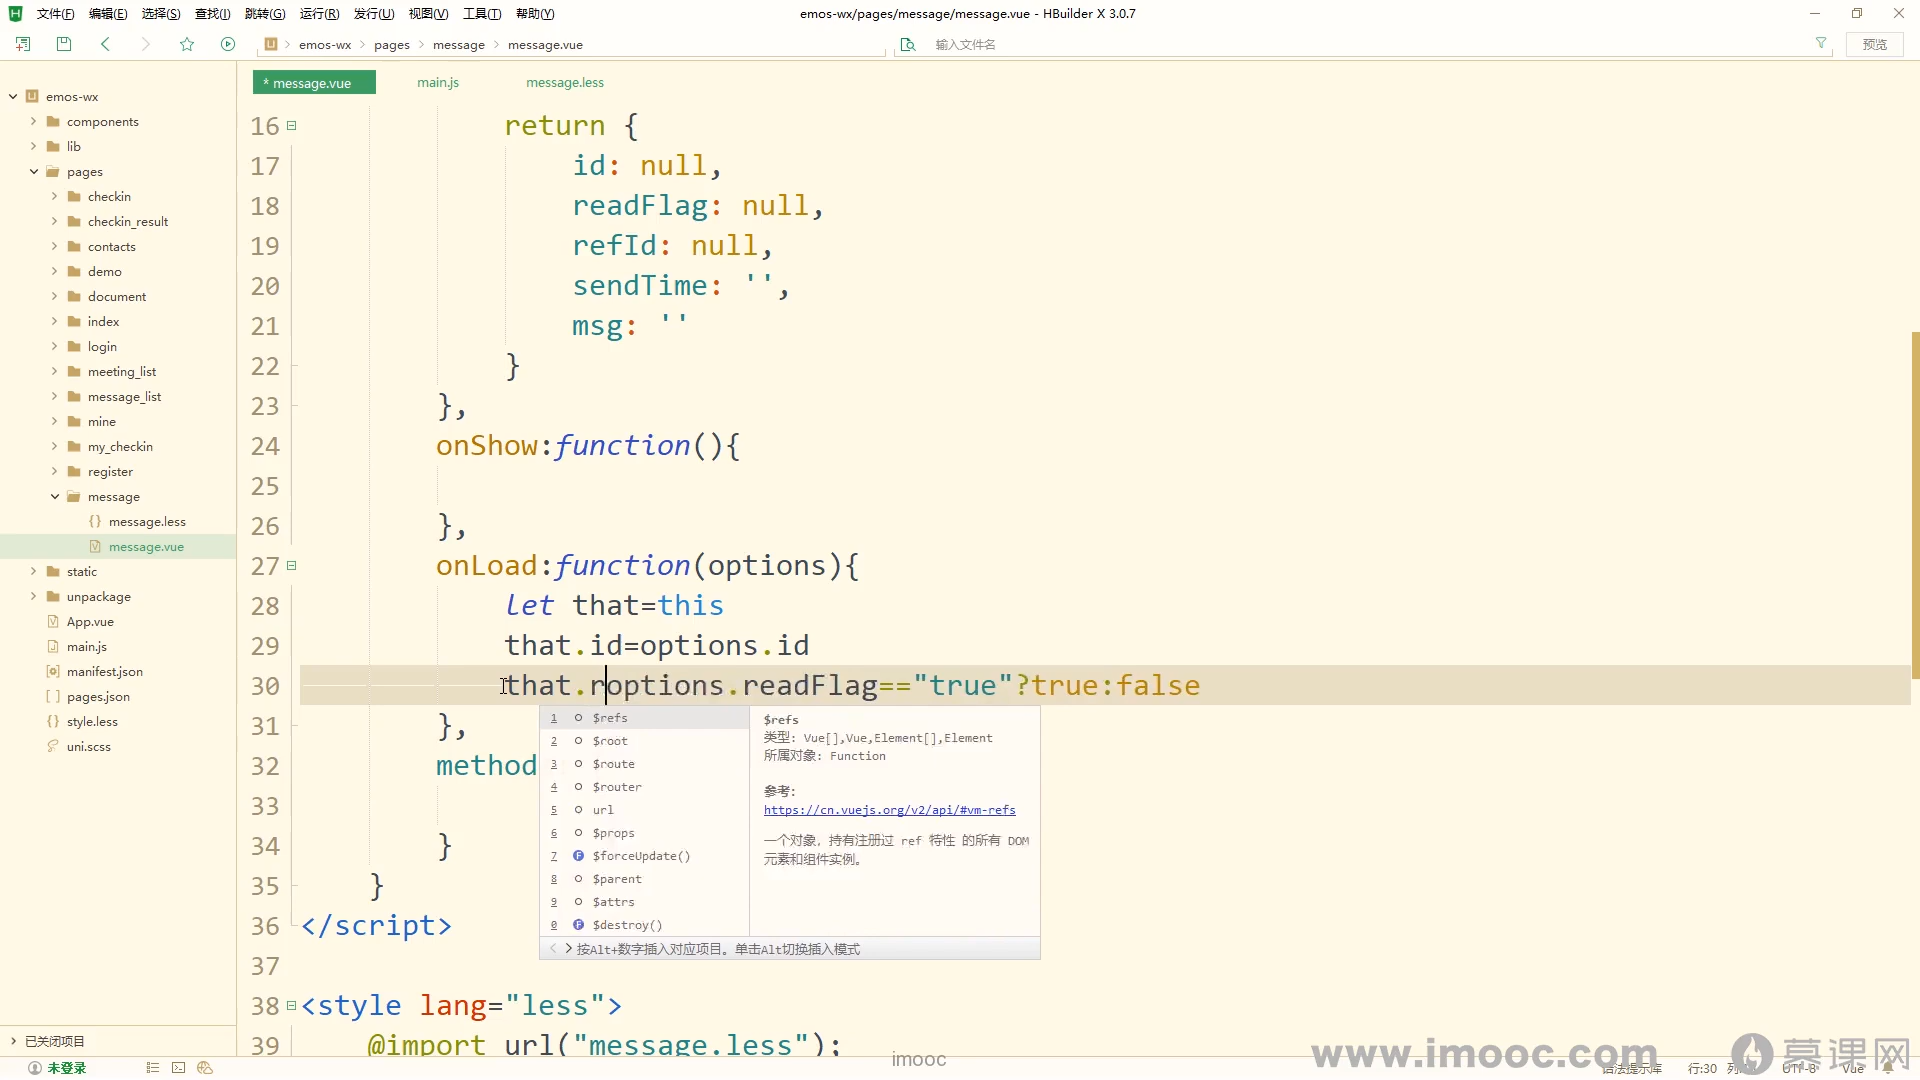 文件(F) 编辑(E) 选择(S) 查找(I) 跳转(G) 运行(R) 发行(U) 视图(V) 工具(T) 帮助(Y)
emos-wx/pages/message/message.vue - HBuilder X 3.0.7
emos-wx pages message message.vue
输入文件名
预览
* message.vue main.js message.less
emos-wx
components
lib
pages
checkin
checkin_result
contacts
demo
document
index
login
meeting_list
message_list
mine
my_checkin
register
message
message.less
message.vue
static
unpackage
App.vue
main.js
manifest.json
pages.json
style.less
uni.scss
已关闭项目
未登录
16 return {
17 id: null,
18 readFlag: null,
19 refId: null,
20 sendTime: '',
21 msg: ''
22 }
23 },
24 onShow:function(){
25
26 },
27 onLoad:function(options){
28 let that=this
29 that.id=options.id
30 that.roptions.readFlag=="true"?true:false
31 },
32 method
33
34 }
35 }
36 </script>
37
38 <style lang="less">
39 @import url("message.less");
1 $refs
2 $root
3 $route
4 $router
5 url
6 $props
7 $forceUpdate()
8 $parent
9 $attrs
0 $destroy()
$refs
类型: Vue[],Vue,Element[],Element
所属对象: Function
参考:
https://cn.vuejs.org/v2/api/#vm-refs
一个对象，持有注册过 ref 特性 的所有 DOM
元素和组件实例。
按Alt+数字插入对应项目。单击Alt切换插入模式
imooc
www.imooc.com 慕课网
语法提示库 行:30 UTF-8 Vue